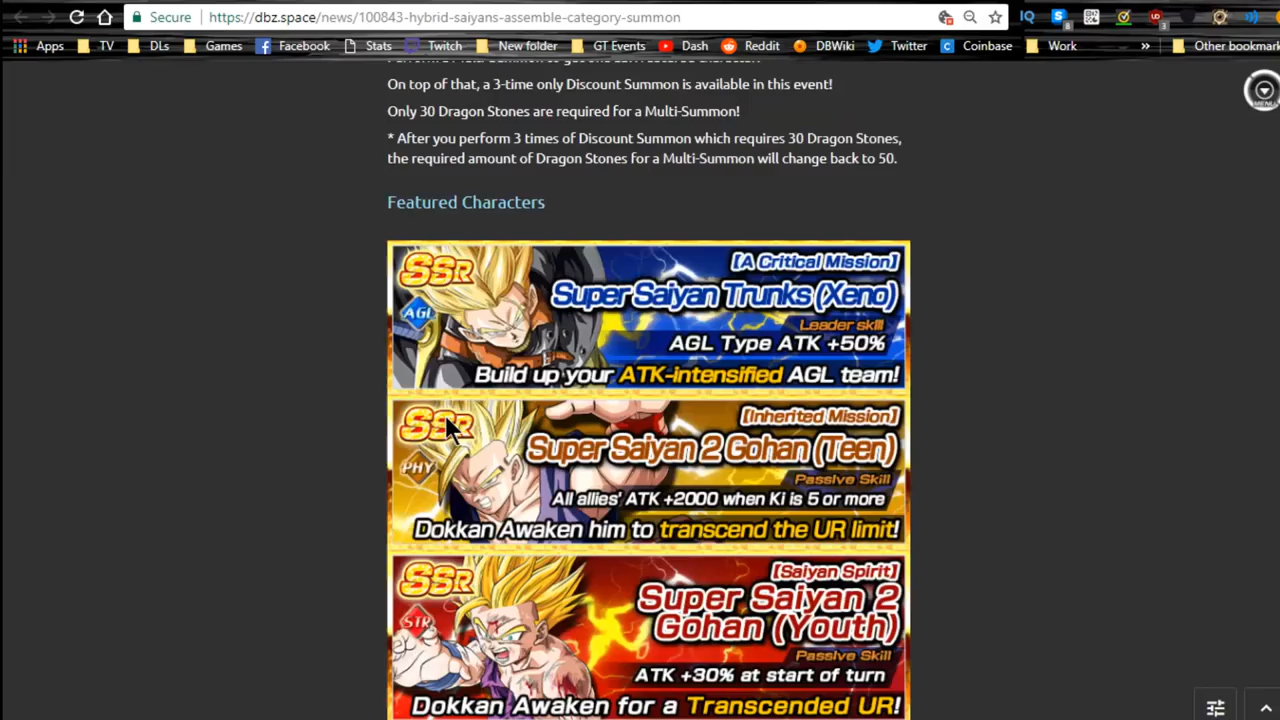 Secure
https://dbz.space/news/100843-hybrid-saiyans-assemble-category-summon
Apps
TV
DLs
Games
Facebook
Stats
Twitch
New folder
GT Events
Dash
Reddit
DBWiki
Twitter
Coinbase
Work
»
Other bookmar
MENU
On top of that, a 3-time only Discount Summon is available in this event!
Only 30 Dragon Stones are required for a Multi-Summon!
* After you perform 3 times of Discount Summon which requires 30 Dragon Stones,
the required amount of Dragon Stones for a Multi-Summon will change back to 50.
Featured Characters
SSR
AGL
[A Critical Mission]
Super Saiyan Trunks (Xeno)
Leader skill
AGL Type ATK +50%
Build up your ATK-intensified AGL team!
SSR
PHY
[Inherited Mission]
Super Saiyan 2 Gohan (Teen)
Passive Skill
All allies' ATK +2000 when Ki is 5 or more
Dokkan Awaken him to transcend the UR limit!
SSR
STR
[Saiyan Spirit]
Super Saiyan 2
Gohan (Youth)
Passive Skill
ATK +30% at start of turn
Dokkan Awaken for a Transcended UR!